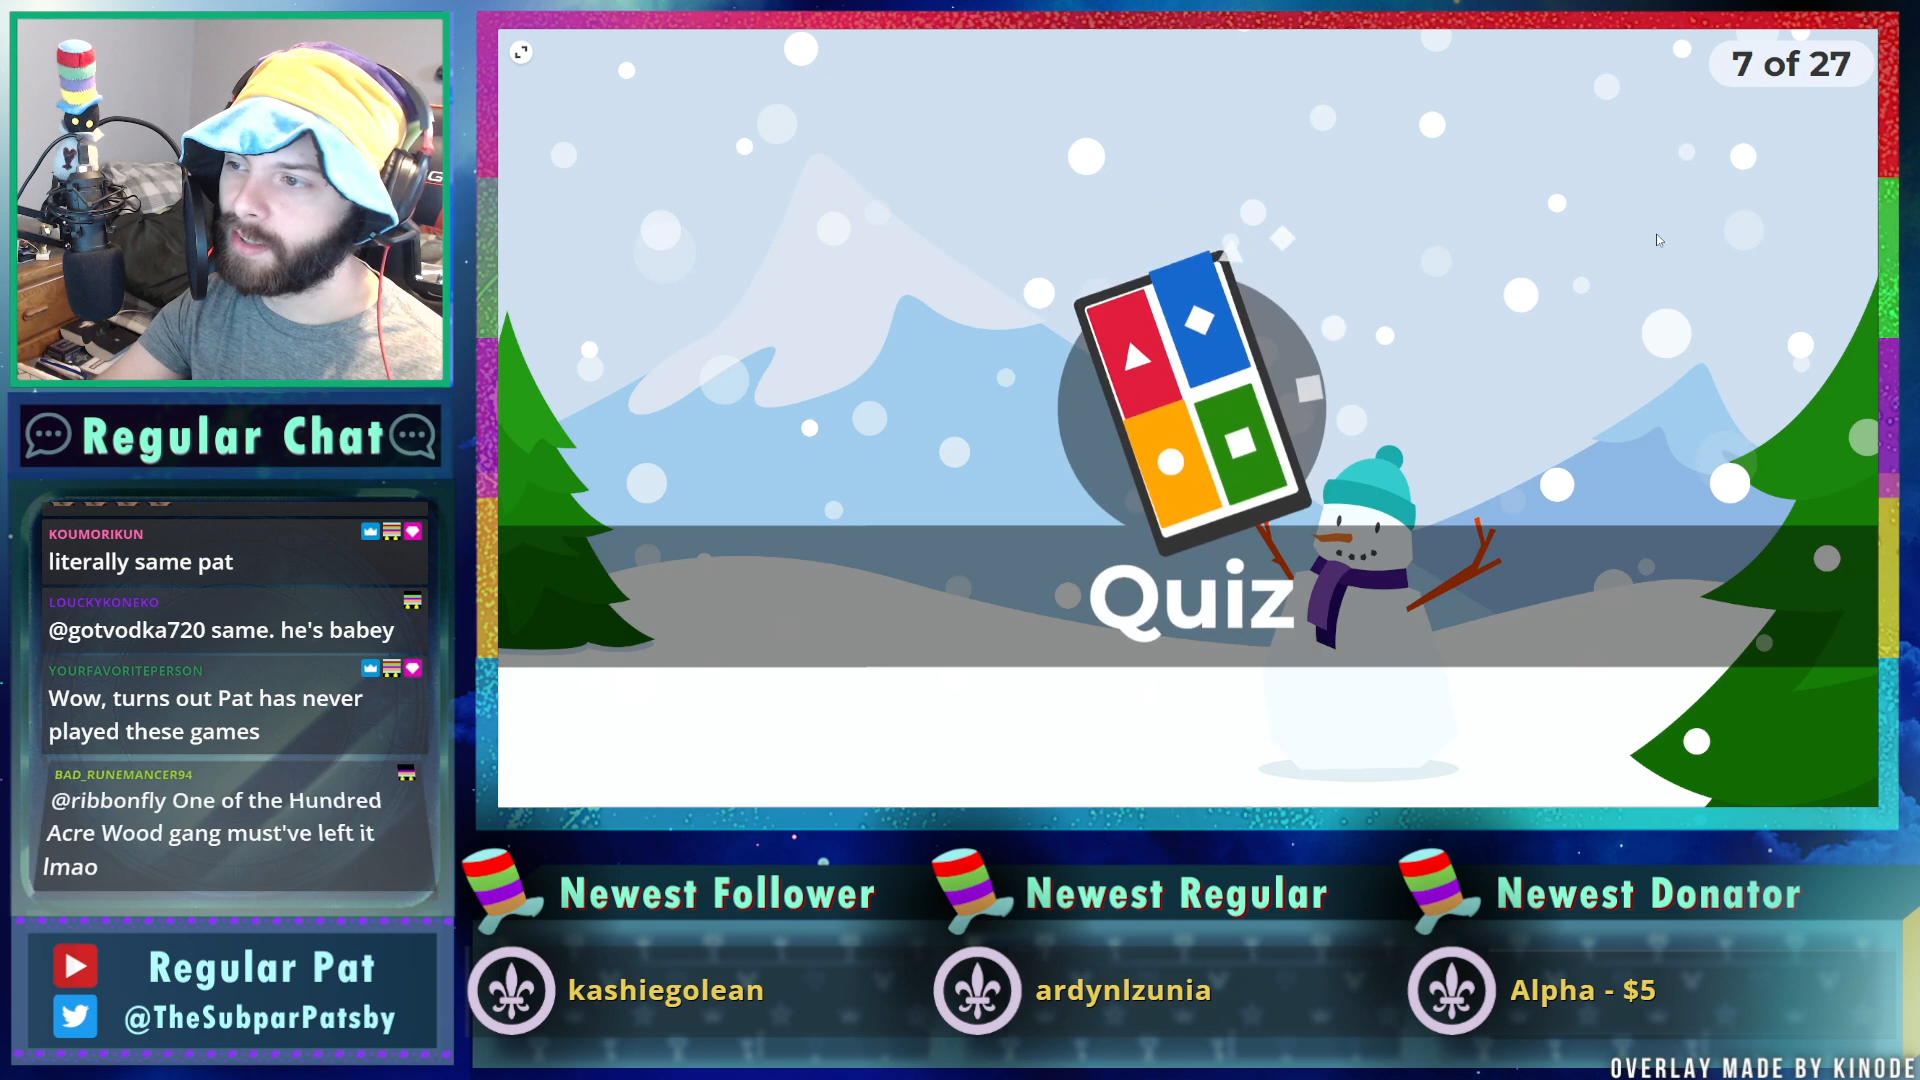 7 of 27
Quiz
Regular Chat
KOUMORIKUN
literally same pat
LOUCKYKONEKO
@gotvodka720 same. he's babey
YOURFAVORITEPERSON
Wow, turns out Pat has never
played these games
BAD_RUNEMANCER94
@ribbonfly One of the Hundred
Acre Wood gang must've left it
lmao
Regular Pat
@TheSubparPatsby
Newest Follower
kashiegolean
Newest Regular
ardynlzunia
Newest Donator
Alpha - $5
OVERLAY MADE BY KINODE